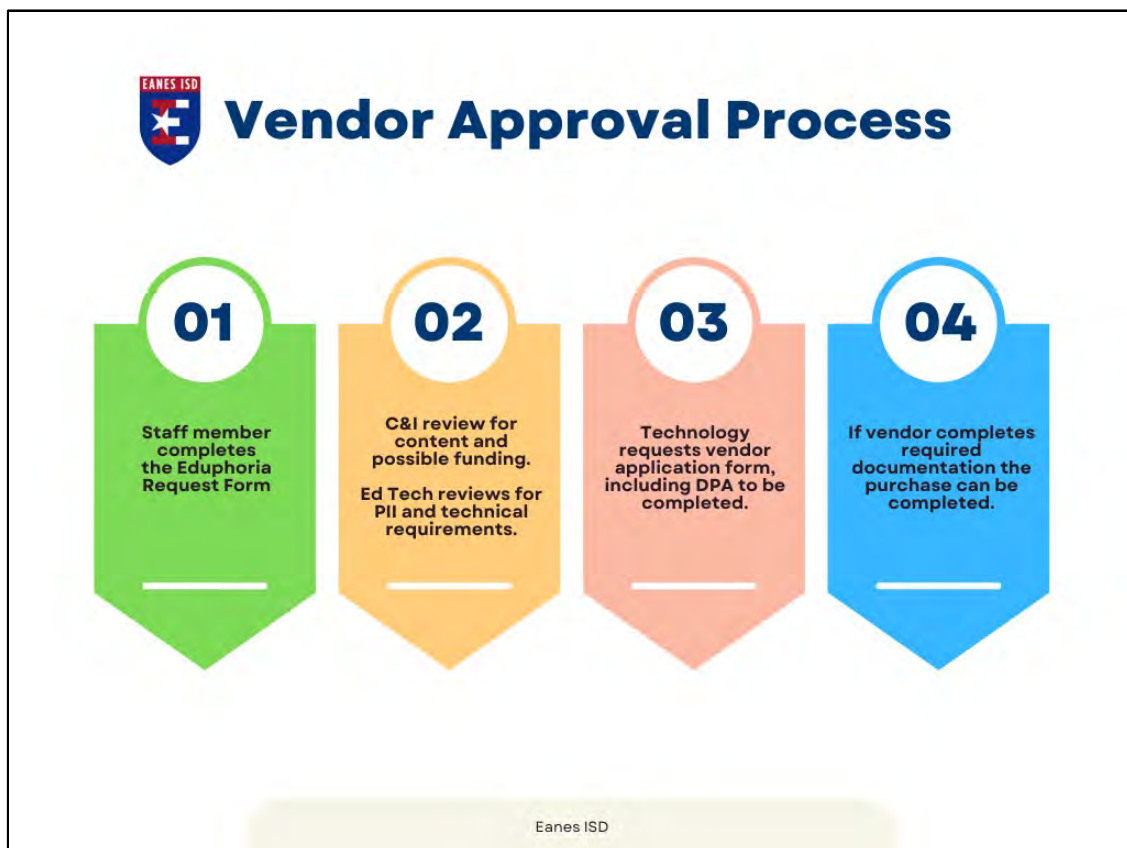 EANES ISD
Vendor Approval Process
01
Staff member
completes
the Eduphoria
Request Form
02
C&I review for
content and
possible funding.
Ed Tech reviews for
PII and technical
requirements.
03
Technology
requests vendor
application form,
including DPA to be
completed.
04
If vendor completes
required
documentation the
purchase can be
completed.
Eanes ISD